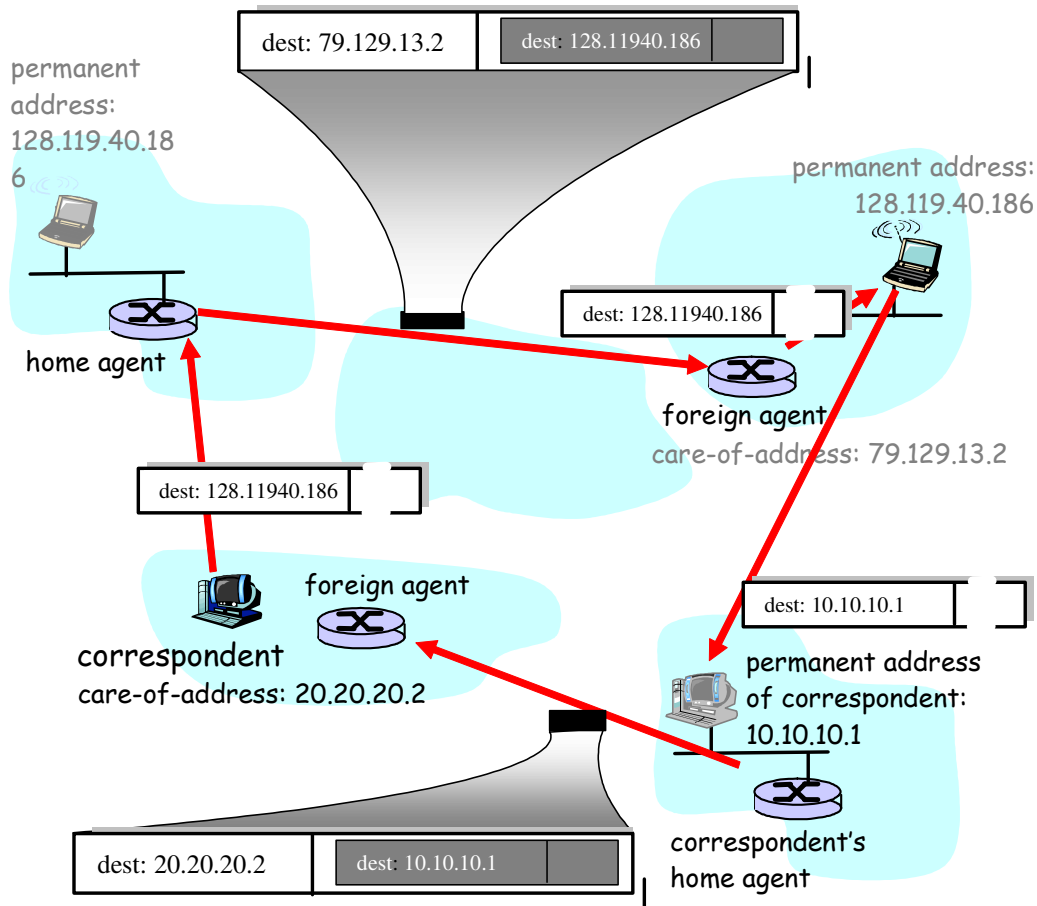 dest: 79.129.13.2
dest: 128.11940.186
permanent
address:
128.119.40.18
6
permanent address:
128.119.40.186
dest: 128.11940.186
home agent
foreign agent
care-of-address: 79.129.13.2
dest: 128.11940.186
foreign agent
dest: 10.10.10.1
correspondent
care-of-address: 20.20.20.2
permanent address
of correspondent:
10.10.10.1
dest: 20.20.20.2
dest: 10.10.10.1
correspondent's
home agent